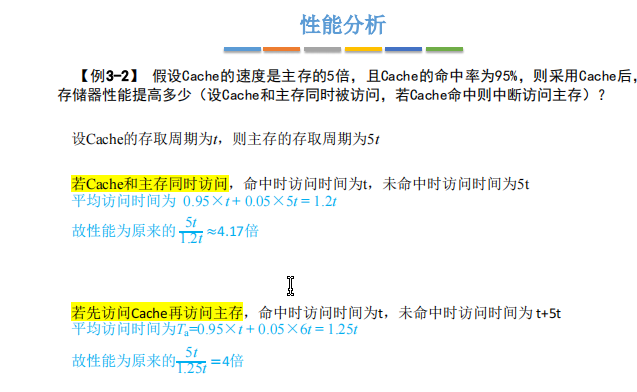 性能分析
【例3-2】 假设Cache的速度是主存的5倍，且Cache的命中率为95%，则采用Cache后，
存储器性能提高多少（设Cache和主存同时被访问，若Cache命中则中断访问主存）？
设Cache的存取周期为t，则主存的存取周期为5t
若Cache和主存同时访问，命中时访问时间为t，未命中时访问时间为5t
平均访问时间为 0.95×t + 0.05×5t = 1.2t
故性能为原来的 5t/1.2t ≈4.17倍
若先访问Cache再访问主存，命中时访问时间为t，未命中时访问时间为 t+5t
平均访问时间为Ta=0.95×t + 0.05×6t = 1.25t
故性能为原来的 5t/1.25t =4倍